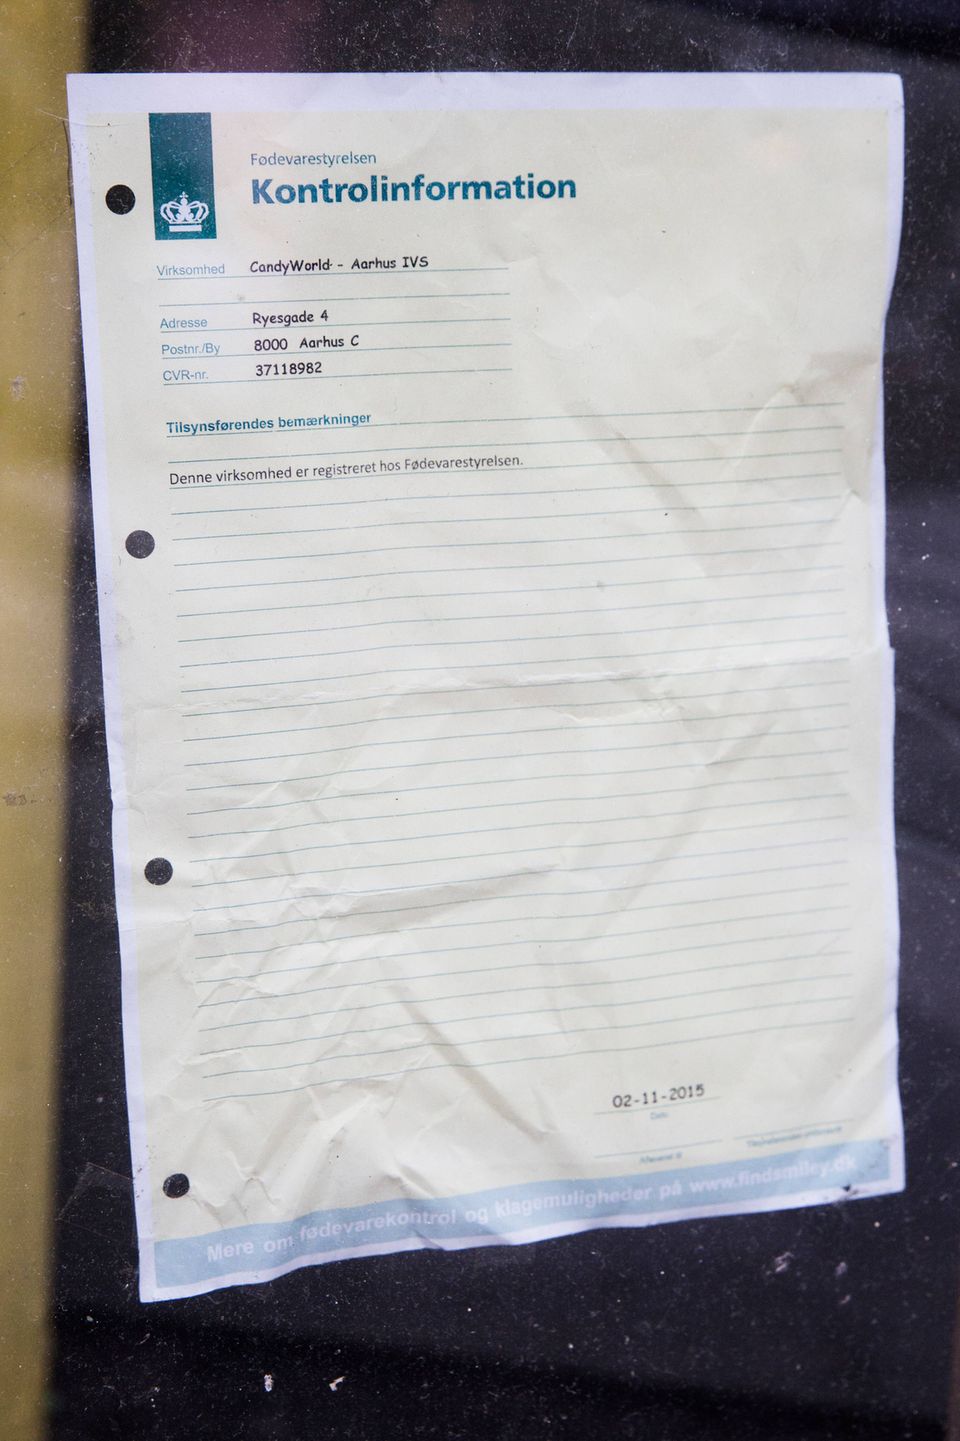 Fødevarestyrelsen
Kontrolinformation
Virksomhed CandyWorld - Aarhus IVS
Adresse Ryesgade 4
Postnr./By 8000 Aarhus C
CVR-nr. 37118982
Tilsynsførendes bemærkninger
Denne virksomhed er registreret hos Fødevarestyrelsen.
02-11-2015
Dato
Mere om fødevarekontrol og klagemuligheder på www.findsmiley.dk